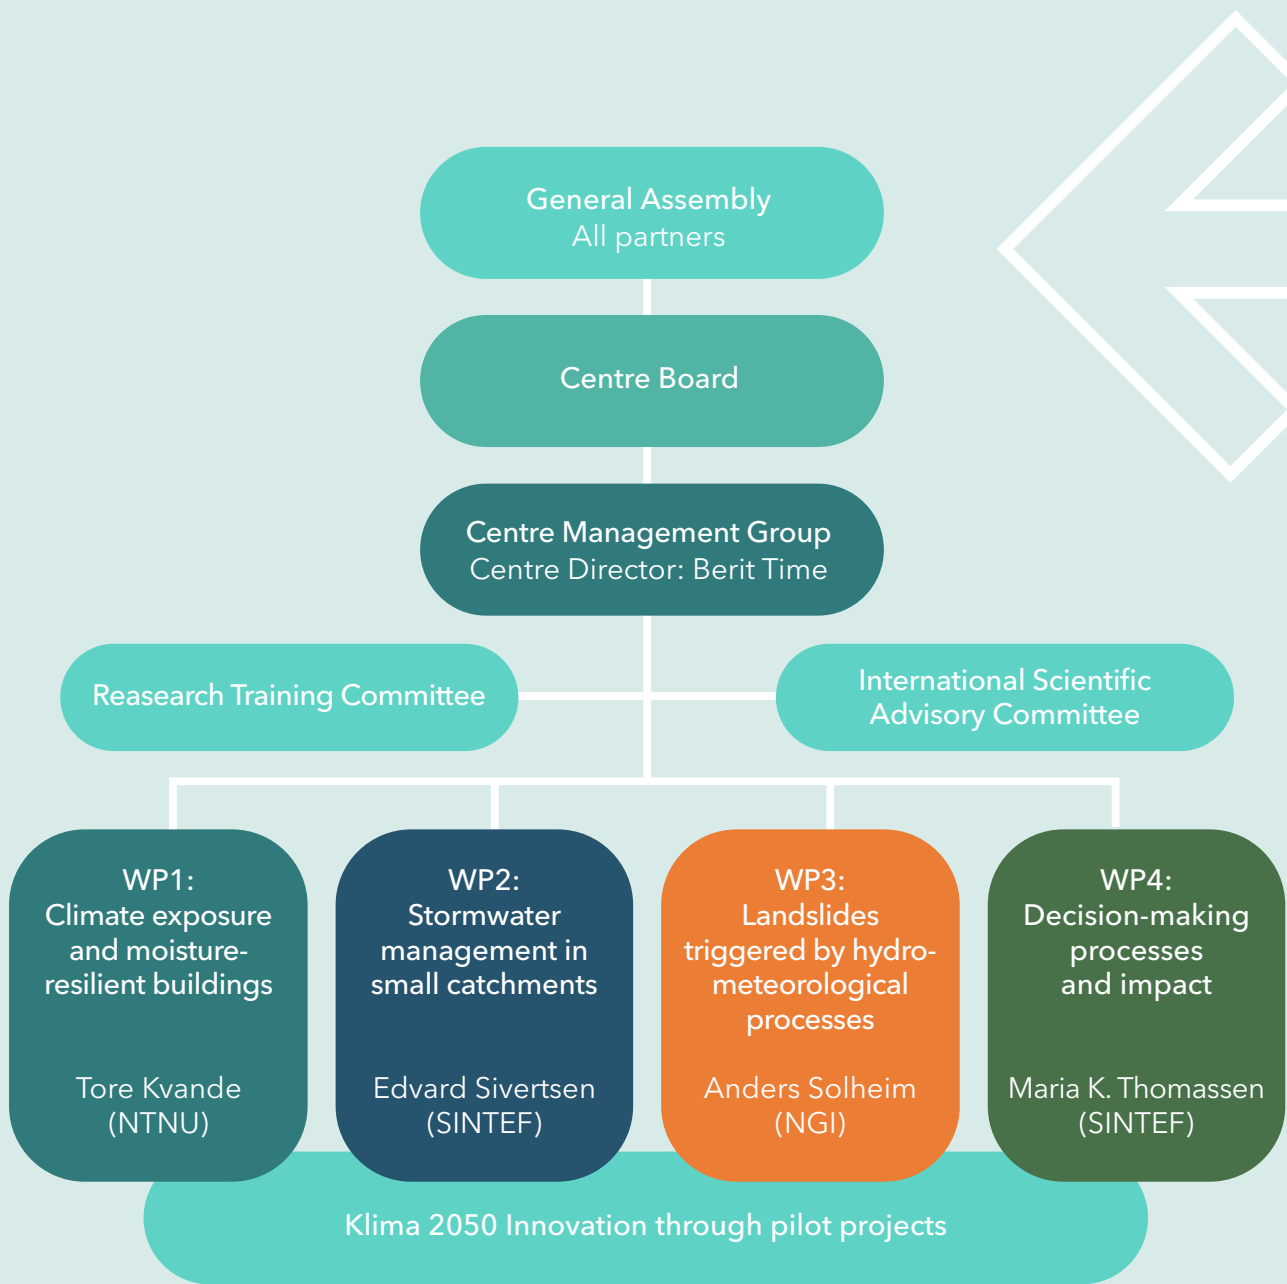 General Assembly
All partners
Centre Board
Centre Management Group
Centre Director: Berit Time
Reasearch Training Committee
International Scientific
Advisory Committee
WP1:
Climate exposure
and moisture-
resilient buildings
Tore Kvande
(NTNU)
WP2:
Stormwater
management in
small catchments
Edvard Sivertsen
(SINTEF)
WP3:
Landslides
triggered by hydro-
meteorological
processes
Anders Solheim
(NGI)
WP4:
Decision-making
processes
and impact
Maria K. Thomassen
(SINTEF)
Klima 2050 Innovation through pilot projects